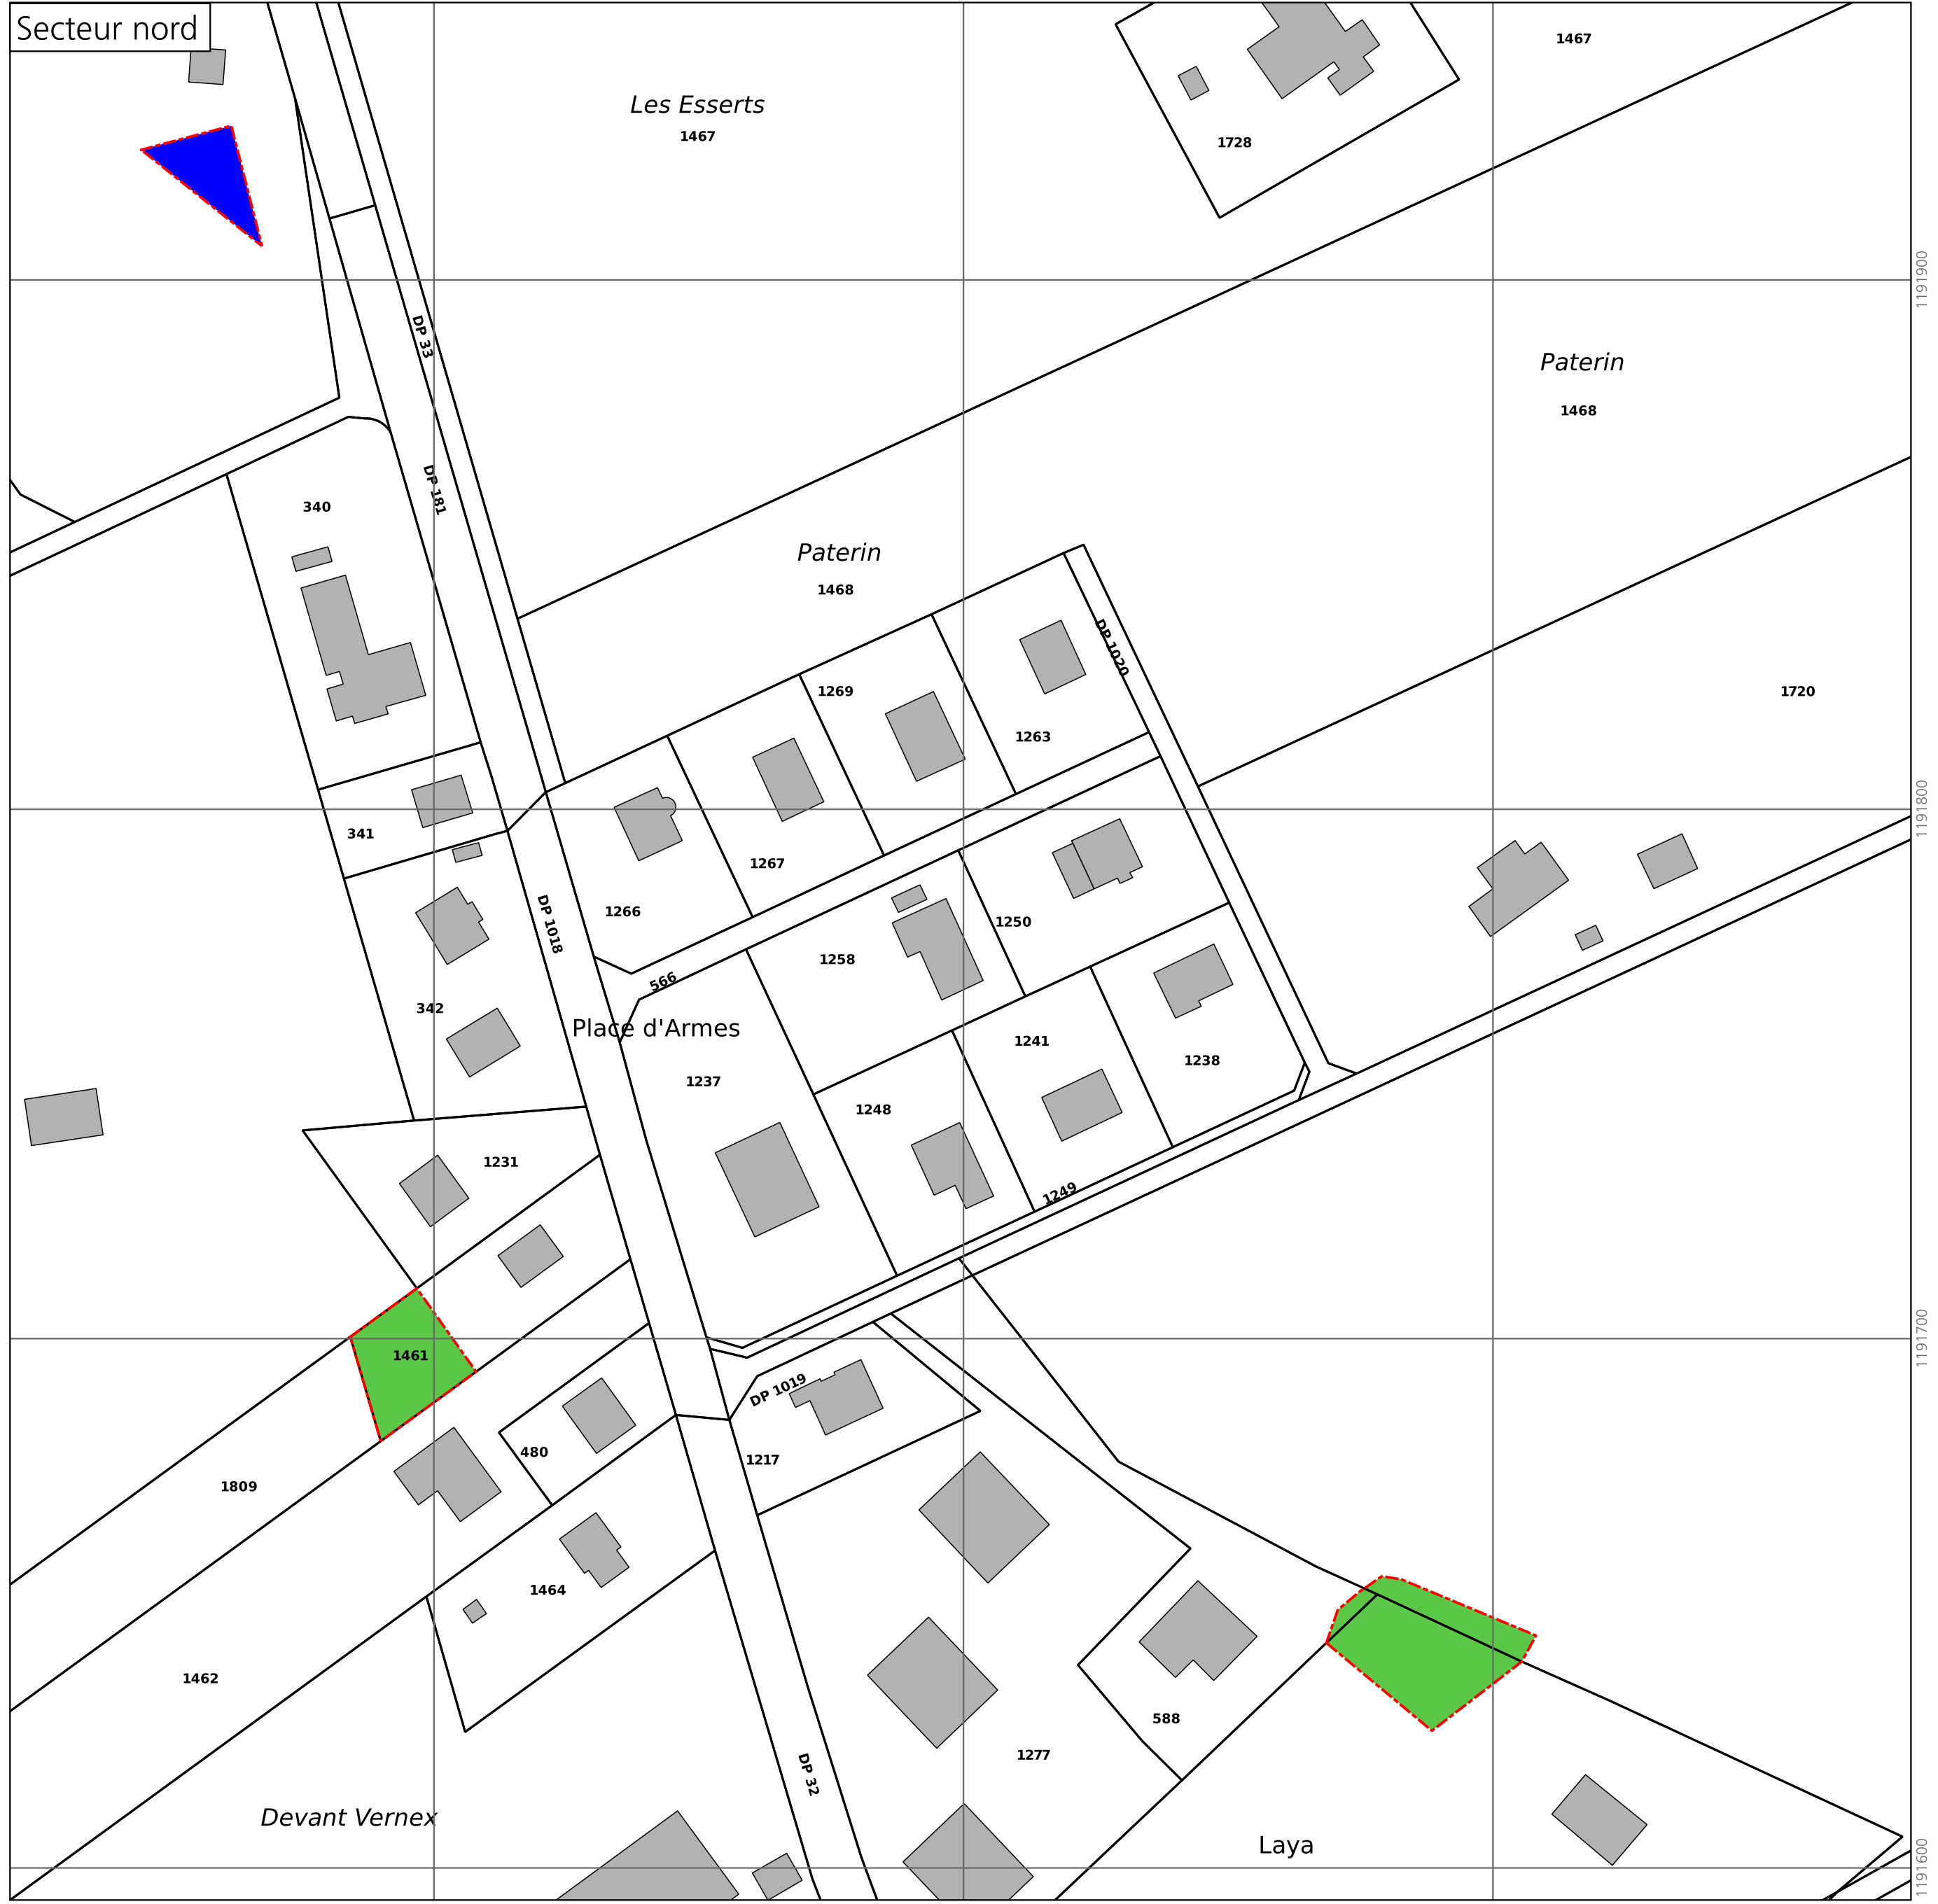 Secteur nord
1467
Les Esserts
1467
1728
1191900
DP 33
Paterin
1468
DP 181
340
Paterin
1468
DP 1020
1269
1720
1263
1191800
341
1267
1266
DP 1018
1250
1258
566
342
Place d'Armes
1241
1238
1237
1248
1231
1249
1191700
1461
DP 1019
480
1217
1809
1464
1462
588
1277
DP 32
Devant Vernex
Laya
1191600